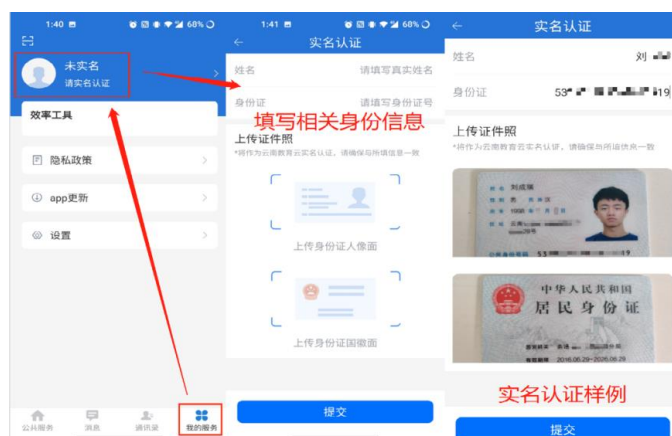 1:40
68%
未实名
请实名认证
效率工具
隐私政策
app更新
设置
公共服务
消息
通讯录
我的服务
1:41
68%
实名认证
姓名
请填写真实姓名
身份证
请填写身份证号
填写相关身份信息
上传证件照
*将作为云南教育云实名认证，请确保与所填信息一致
上传身份证人像面
上传身份证国徽面
提交
实名认证
姓名
刘
身份证
53
19
上传证件照
*将作为云南教育云实名认证，请确保与所填信息一致
姓名
性别 男
53
19
中华人民共和国
居民身份证
实名认证样例
提交